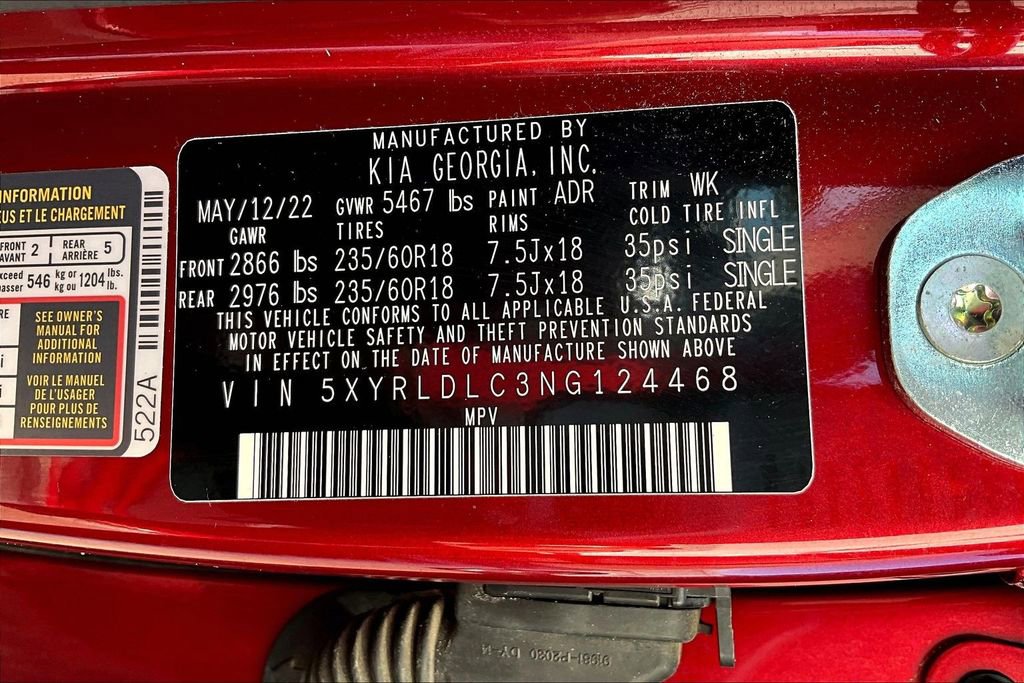 INFORMATION
EUS ET LE CHARGEMENT
FRONT 2
AVANT
REAR 5
ARRIÈRE
546 kg or 1204 lbs.
kg ou lb.
SEE OWNER'S
MANUAL FOR
ADDITIONAL
INFORMATION
VOIR LE MANUEL
DE L'USAGER
POUR PLUS DE
RENSEIGNEMENTS
522A
MANUFACTURED BY
KIA GEORGIA, INC.
MAY/12/22 GVWR 5467 lbs PAINT ADR TRIM WK
GAWR TIRES RIMS COLD TIRE INFL
FRONT 2866 lbs 235/60R18 7.5Jx18 35psi SINGLE
REAR 2976 lbs 235/60R18 7.5Jx18 35psi SINGLE
THIS VEHICLE CONFORMS TO ALL APPLICABLE U.S.A. FEDERAL
MOTOR VEHICLE SAFETY AND THEFT PREVENTION STANDARDS
IN EFFECT ON THE DATE OF MANUFACTURE SHOWN ABOVE
VIN 5XYRLDLC3NG124468
MPV